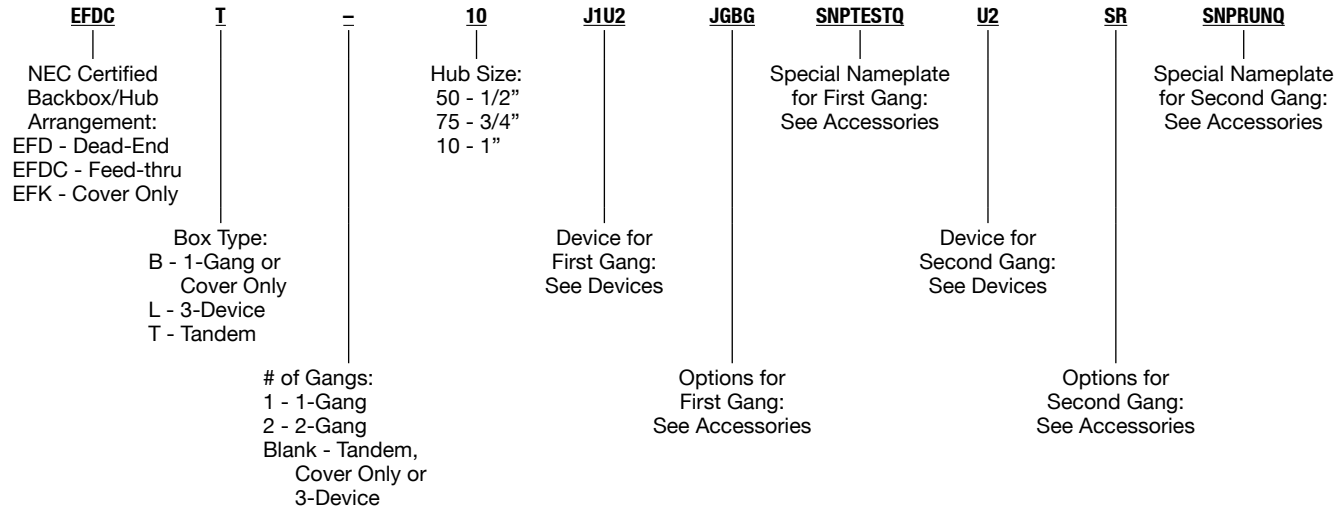 EFDC T – 10 J1U2 JGBG SNPTESTQ U2 SR SNPRUNQ
NEC Certified
Backbox/Hub
Arrangement:
EFD - Dead-End
EFDC - Feed-thru
EFK - Cover Only
Hub Size:
50 - 1/2”
75 - 3/4”
10 - 1”
Special Nameplate
for First Gang:
See Accessories
Special Nameplate
for Second Gang:
See Accessories
Box Type:
B - 1-Gang or
Cover Only
L - 3-Device
T - Tandem
Device for
First Gang:
See Devices
Device for
Second Gang:
See Devices
# of Gangs:
1 - 1-Gang
2 - 2-Gang
Blank - Tandem,
Cover Only or
3-Device
Options for
First Gang:
See Accessories
Options for
Second Gang:
See Accessories